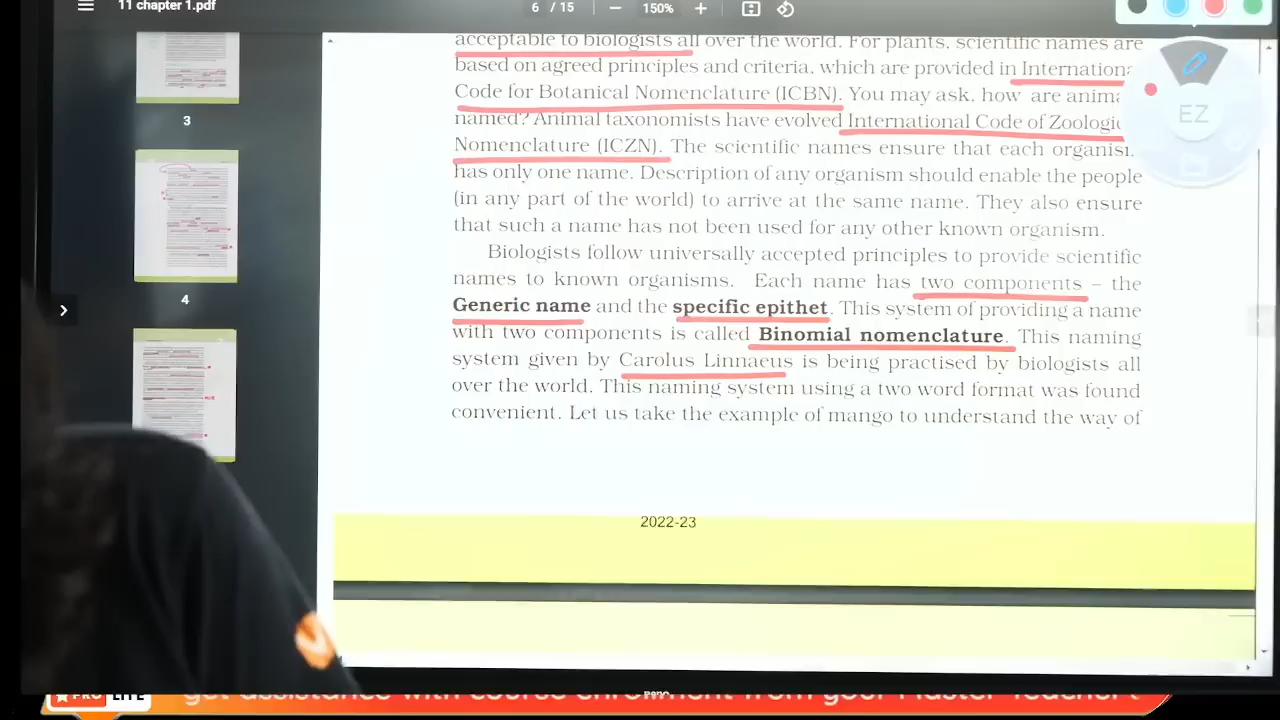 11 chapter 1.pdf
6 / 15
150%
EZ
3
4
acceptable to biologists all over the world. For plants, scientific names are
based on agreed principles and criteria, which are provided in Internationa
Code for Botanical Nomenclature (ICBN). You may ask, how are anima
named? Animal taxonomists have evolved International Code of Zoologic
Nomenclature (ICZN). The scientific names ensure that each organism
has only one name. Description of any organism should enable the people
any part of the world) to arrive at the same name. They also ensure
that such a name has not been used for any other known organism.
Biologists follow universally accepted principles to provide scientific
names to known organisms. Each name has two components – the
Generic name and the specific epithet. This system of providing a name
with two components is called Binomial nomenclature. This naming
system given by Carolus Linnaeus is being practised by biologists all
over the world. This naming system using a two word format was found
convenient. Let us take the example of mango to understand the way of
2022-23
PRO LITE